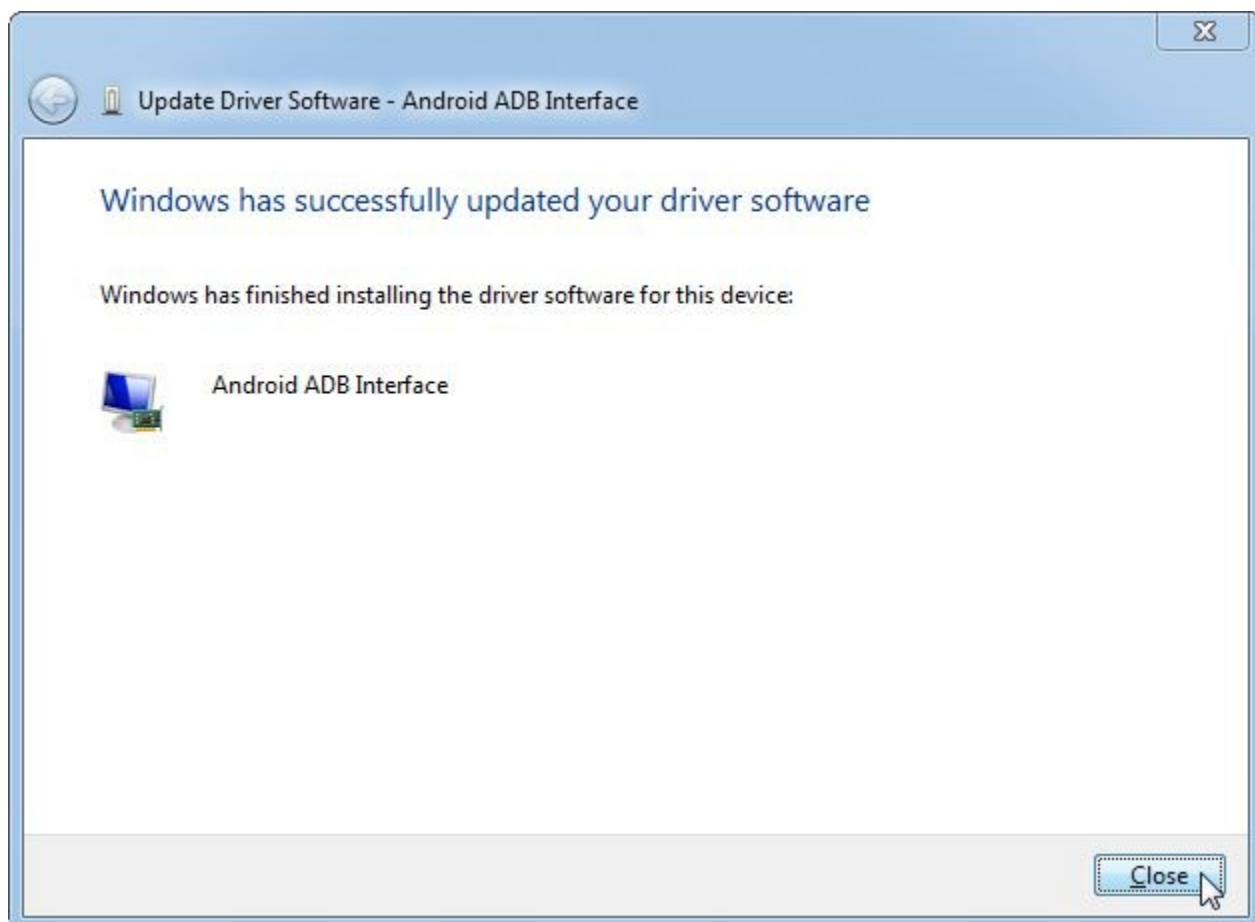 Update Driver Software - Android ADB Interface
Windows has successfully updated your driver software
Windows has finished installing the driver software for this device:
Android ADB Interface
Close